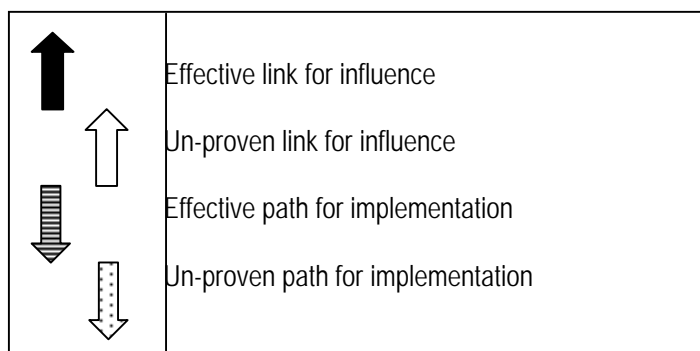 Effective link for influence
Un-proven link for influence
Effective path for implementation
Un-proven path for implementation